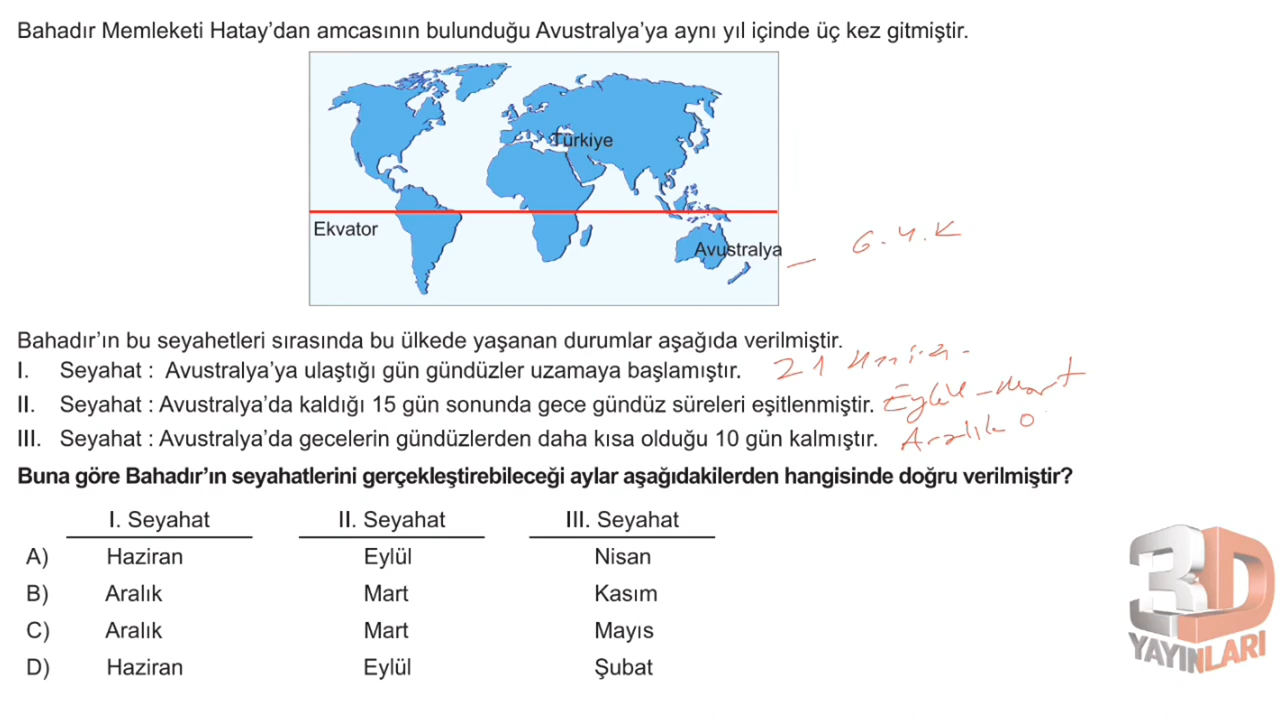 Bahadır Memleketi Hatay'dan amcasının bulunduğu Avustralya'ya aynı yıl içinde üç kez gitmiştir.
Türkiye
Ekvator
Avustralya
G.Y.K
Bahadır'ın bu seyahetleri sırasında bu ülkede yaşanan durumlar aşağıda verilmiştir.
I. Seyahat : Avustralya'ya ulaştığı gün gündüzler uzamaya başlamıştır. 21
II. Seyahat : Avustralya'da kaldığı 15 gün sonunda gece gündüz süreleri eşitlenmiştir. Eylül - Mart
III. Seyahat : Avustralya'da gecelerin gündüzlerden daha kısa olduğu 10 gün kalmıştır. Aralık
Buna göre Bahadır'ın seyahatlerini gerçekleştirebileceği aylar aşağıdakilerden hangisinde doğru verilmiştir?
I. Seyahat II. Seyahat III. Seyahat
A) Haziran Eylül Nisan
B) Aralık Mart Kasım
C) Aralık Mart Mayıs
D) Haziran Eylül Şubat
3D
YAYINLARI